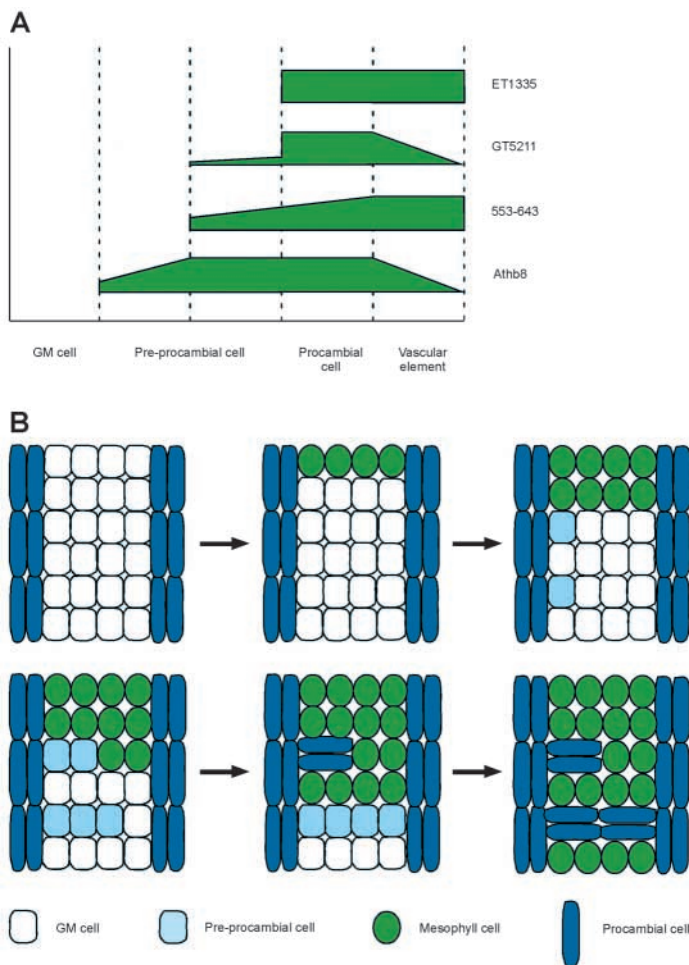 A
ET1335
GT5211
553-643
Athb8
GM cell
Pre-procambial cell
Procambial
cell
Vascular
element
B
GM cell
Pre-procambial cell
Mesophyll cell
Procambial cell